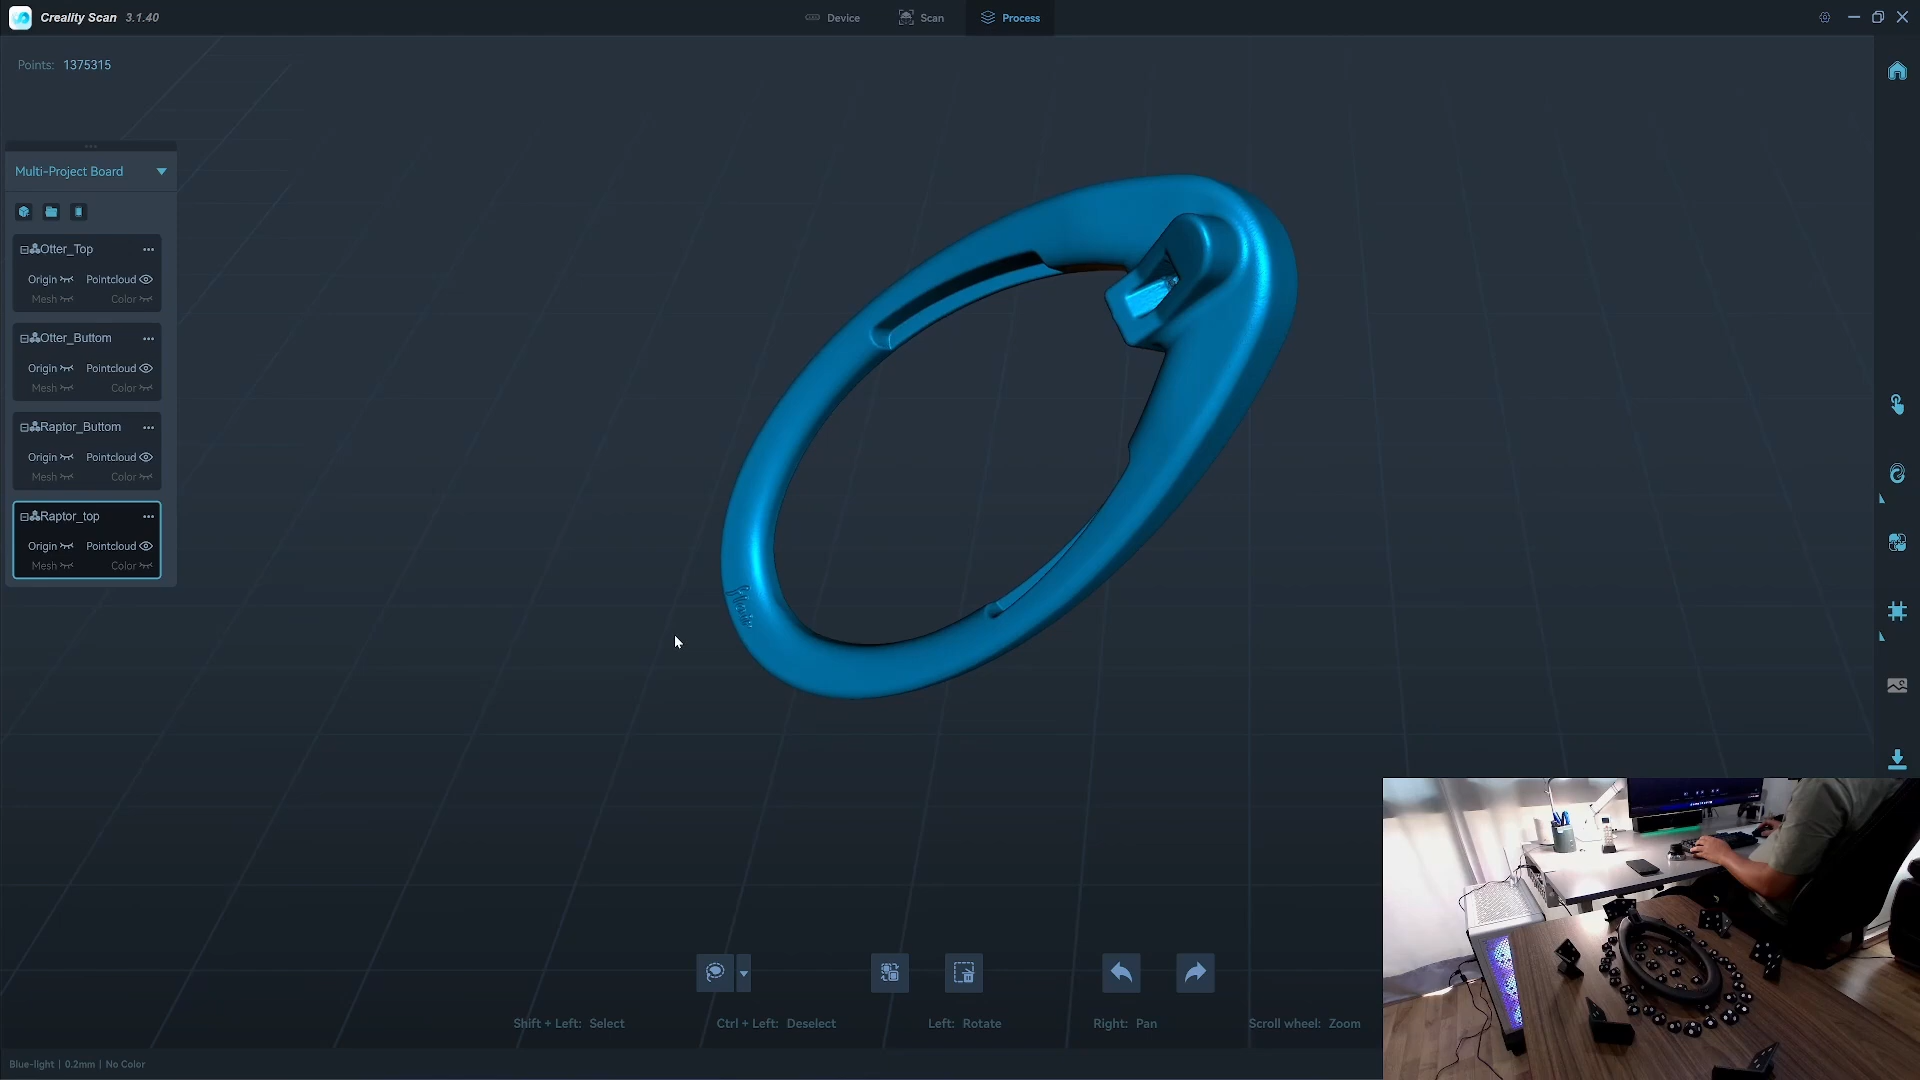 Creality Scan 3.1.40
Device
Scan
Process
Points: 1375315
Multi-Project Board
Otter_Top
Origin Pointcloud
Mesh Color
Otter_Buttom
Origin Pointcloud
Mesh Color
Raptor_Buttom
Origin Pointcloud
Mesh Color
Raptor_top
Origin Pointcloud
Mesh Color
Shift + Left: Select
Ctrl + Left: Deselect
Left: Rotate
Right: Pan
Scroll wheel: Zoom
Blue-light | 0.2mm | No Color